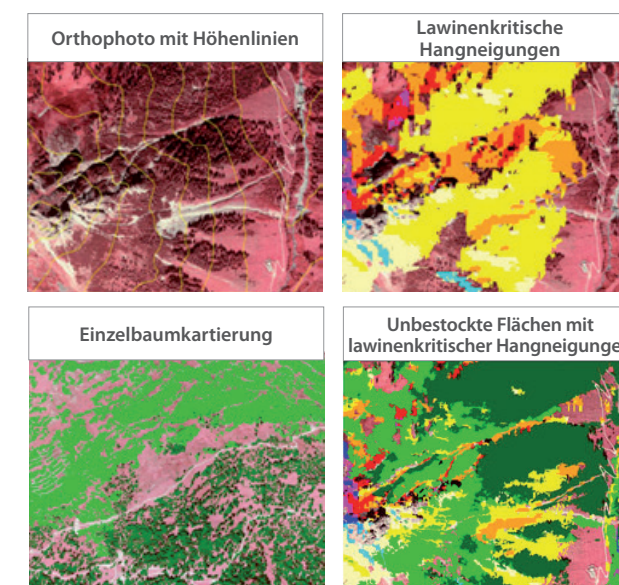 Orthophoto mit Höhenlinien
Lawinenkritische
Hangneigungen
Einzelbaumkartierung
Unbestockte Flächen mit
lawinenkritischer Hangneigunge